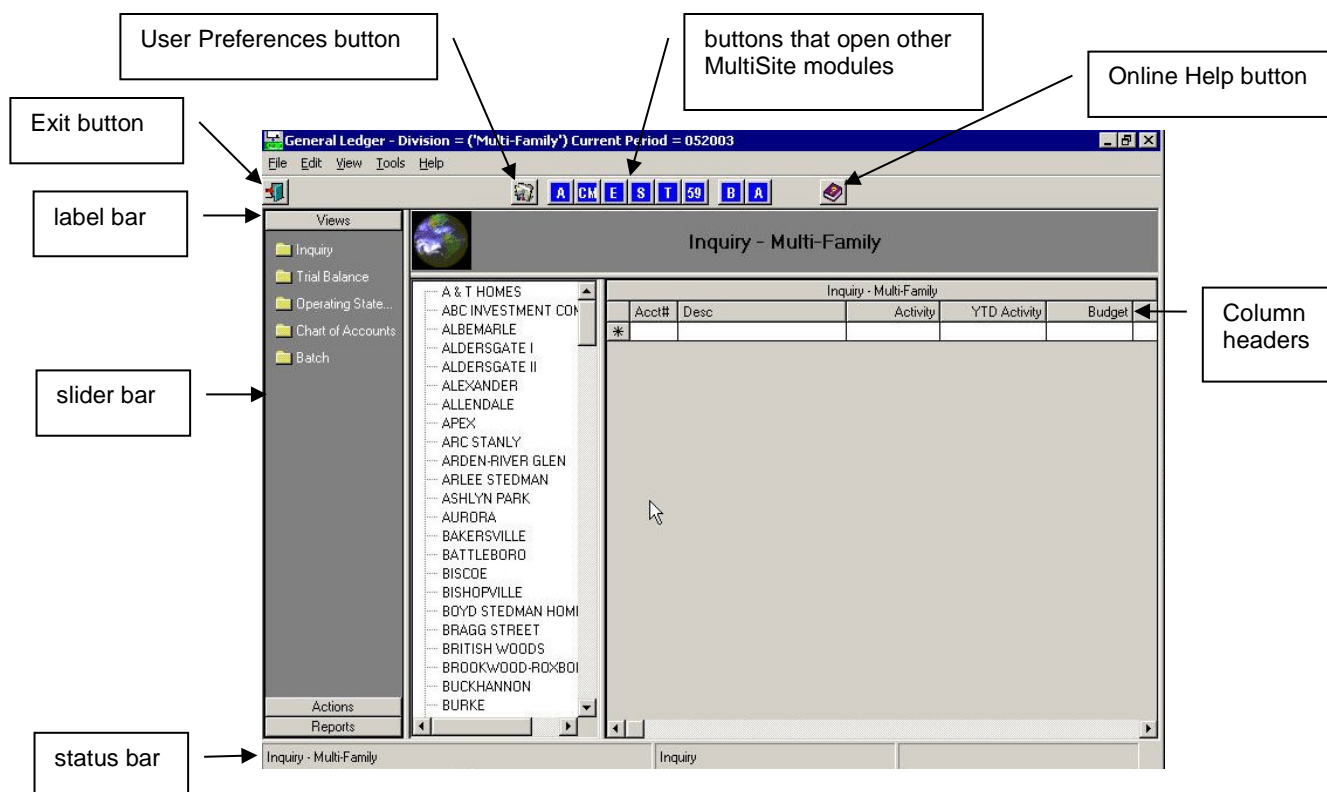 User Preferences button
buttons that open other
MultiSite modules
Online Help button
Exit button
General Ledger - Division = ('Multi-Family') Current Period = 052003
File Edit View Tools Help
A CM E S T 59 B A
label bar
Views
Inquiry - Multi-Family
Inquiry
Trial Balance
Operating State...
Chart of Accounts
Batch
A & T HOMES
ABC INVESTMENT COM
ALBEMARLE
ALDERSGATE I
ALDERSGATE II
ALEXANDER
ALLENDALE
APEX
ARC STANLY
ARDEN-RIVER GLEN
ARLEE STEDMAN
ASHLYN PARK
AURORA
BAKERSVILLE
BATTLEBORO
BISCOE
BISHOPVILLE
BOYD STEDMAN HOME
BRAGG STREET
BRITISH WOODS
BROOKWOOD-ROXBO
BUCKHANNON
BURKE
Inquiry - Multi-Family
Acct# Desc Activity YTD Activity Budget
Column
headers
slider bar
Actions
Reports
status bar
Inquiry - Multi-Family Inquiry